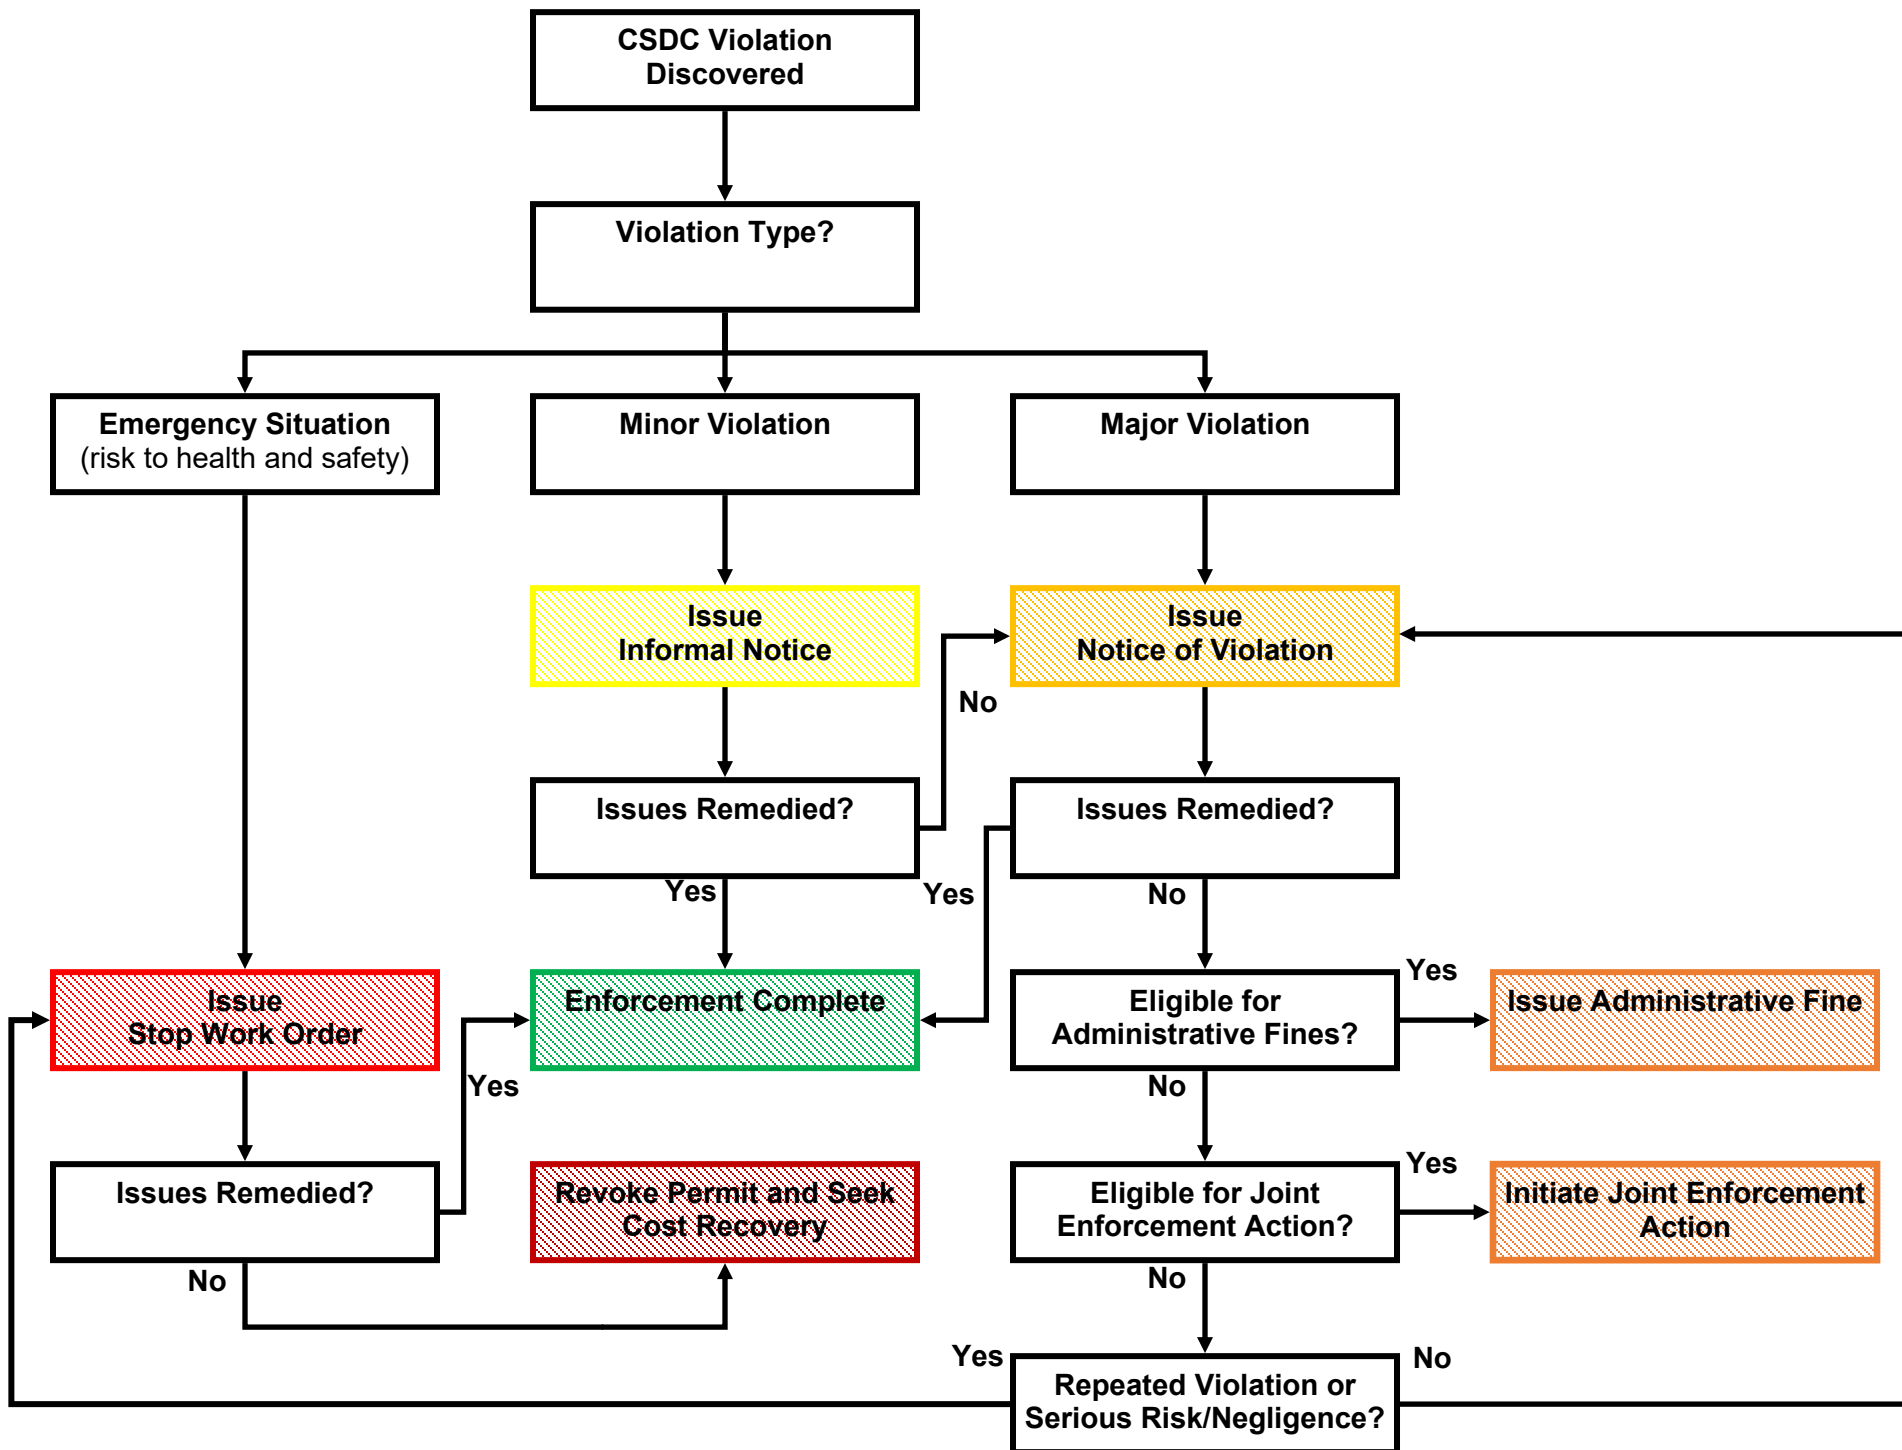 CSDC Violation
Discovered
Violation Type?
Emergency Situation
(risk to health and safety)
Minor Violation
Major Violation
Issue
Informal Notice
Issue
Notice of Violation
No
Issues Remedied?
Issues Remedied?
Yes
Yes
No
Issue
Stop Work Order
Enforcement Complete
Eligible for
Administrative Fines?
Yes
Issue Administrative Fine
Yes
No
Issues Remedied?
Revoke Permit and Seek
Cost Recovery
Eligible for Joint
Enforcement Action?
Yes
Initiate Joint Enforcement
Action
No
No
Yes
Repeated Violation or
Serious Risk/Negligence?
No